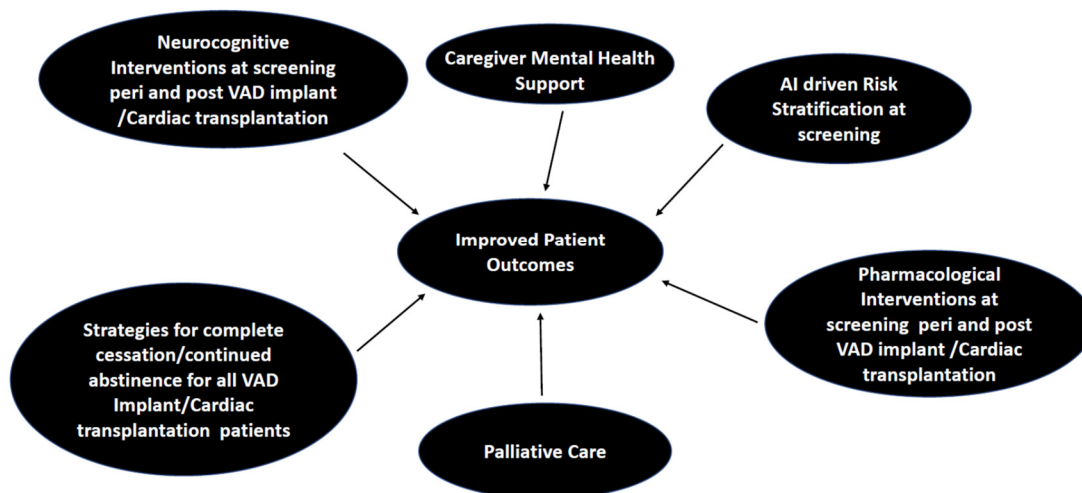 Neurocognitive
Interventions at screening
peri and post VAD implant
/Cardiac transplantation
Caregiver Mental Health
Support
AI driven Risk
Stratification at
screening
Improved Patient
Outcomes
Pharmacological
Interventions at
screening peri and post
VAD implant /Cardiac
transplantation
Strategies for complete
cessation/continued
abstinence for all VAD
Implant/Cardiac
transplantation patients
Palliative Care